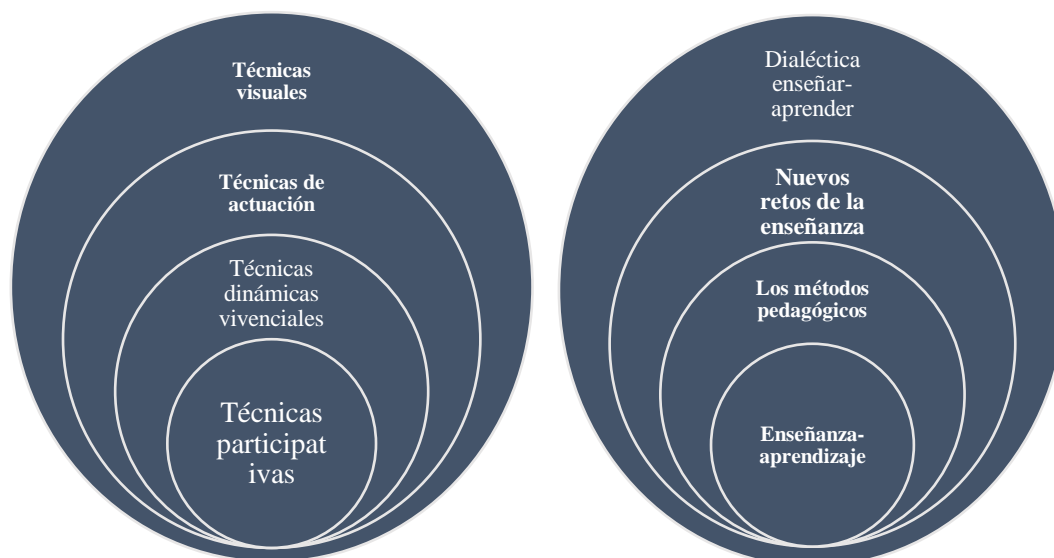 Técnicas
visuales
Técnicas de
actuación
Técnicas
dinámicas
vivenciales
Técnicas
participat
ivas
Dialéctica
enseñar-
aprender
Nuevos
retos de la
enseñanza
Los métodos
pedagógicos
Enseñanza-
aprendizaje